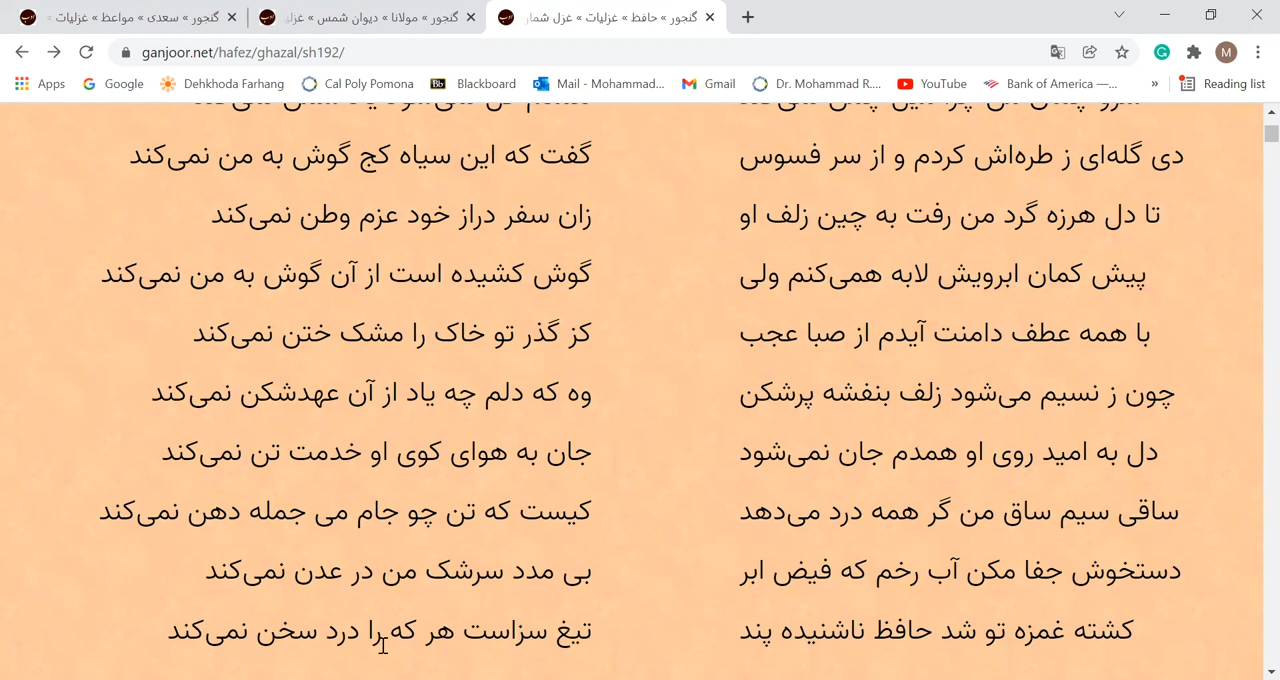 گنجور » سعدی » مواعظ » غزلیات »
گنجور » مولانا » دیوان شمس »
گنجور » حافظ » غزلیات » غزل
ganjoor.net/hafez/ghazal/sh192/
M
Apps Google Dehkhoda Farhang Cal Poly Pomona Bb Blackboard Mail - Mohammad... Gmail Dr. Mohammad R.... YouTube Bank of America —... » Reading list
دی گله‌ای ز طره‌اش کردم و از سر فسوس
گفت که این سیاه کج گوش به من نمی‌کند
تا دل هرزه گرد من رفت به چین زلف او
زان سفر دراز خود عزم وطن نمی‌کند
پیش کمان ابرویش لابه همی‌کنم ولی
گوش کشیده است از آن گوش به من نمی‌کند
با همه عطف دامنت آیدم از صبا عجب
کز گذر تو خاک را مشک ختن نمی‌کند
چون ز نسیم می‌شود زلف بنفشه پرشکن
وه که دلم چه یاد از آن عهدشکن نمی‌کند
دل به امید روی او همدم جان نمی‌شود
جان به هوای کوی او خدمت تن نمی‌کند
ساقی سیم ساق من گر همه درد می‌دهد
کیست که تن چو جام می جمله دهن نمی‌کند
دستخوش جفا مکن آب رخم که فیض ابر
بی مدد سرشک من در عدن نمی‌کند
کشته غمزه تو شد حافظ ناشنیده پند
تیغ سزاست هر که را درد سخن نمی‌کند